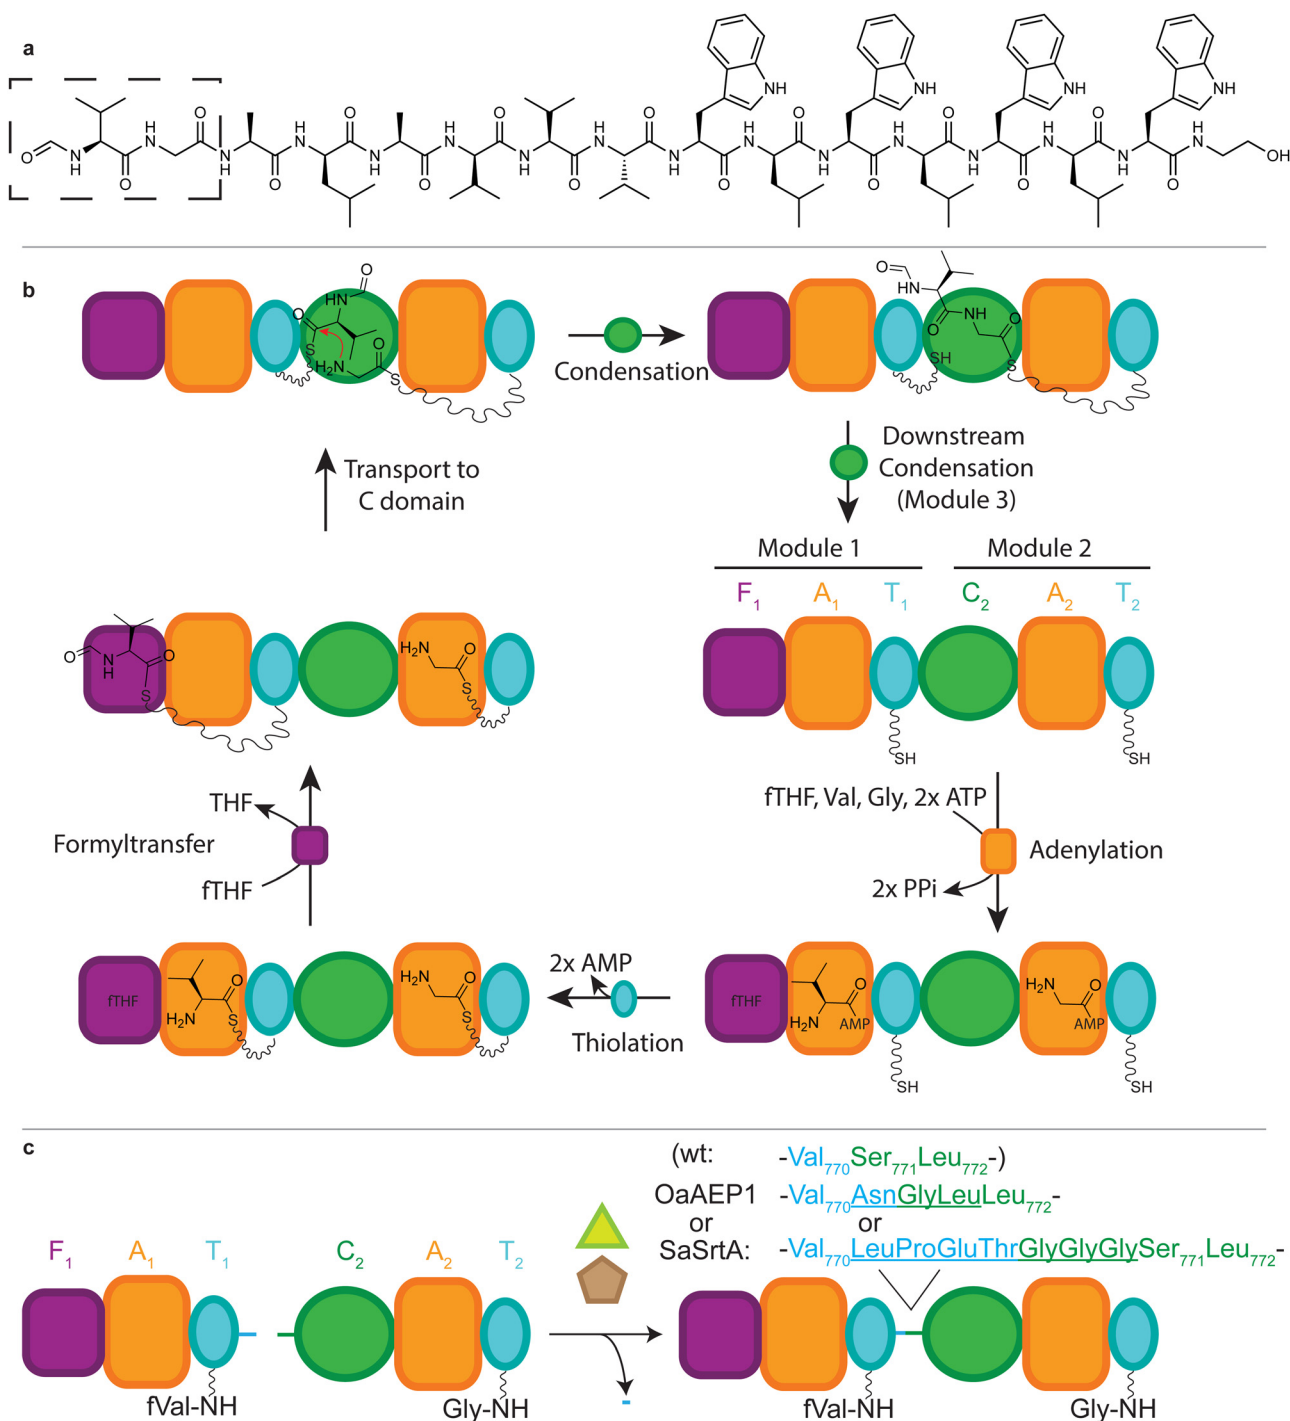 a
O
N
H
O
H
N
O
N
H
O
H
N
O
N
H
O
H
N
O
N
H
O
H
N
O
N
H
O
H
N
O
N
H
O
H
N
O
N
H
O
H
N
O
N
H
O
H
N
OH
NH
NH
NH
NH
b
O
HN
O
S
H2N
O
S
Condensation
O
HN
O
NH
O
SH
S
Transport to
C domain
Downstream
Condensation
(Module 3)
Module 1
Module 2
F1
A1
T1
C2
A2
T2
O
N
H
O
S
H2N
O
S
SH
SH
THF
Formyltransfer
fTHF
fTHF, Val, Gly, 2x ATP
Adenylation
2x PPi
fTHF
H2N
O
S
H2N
O
S
2x AMP
Thiolation
fTHF
H2N
O
AMP
H2N
O
AMP
SH
SH
c
(wt: -Val770Ser771Leu772-)
OaAEP1 -Val770AsnGlyLeuLeu772-
or or
SaSrtA: -Val770LeuProGluThrGlyGlyGlySer771Leu772-
F1
A1
T1
C2
A2
T2
fVal-NH
Gly-NH
fVal-NH
Gly-NH